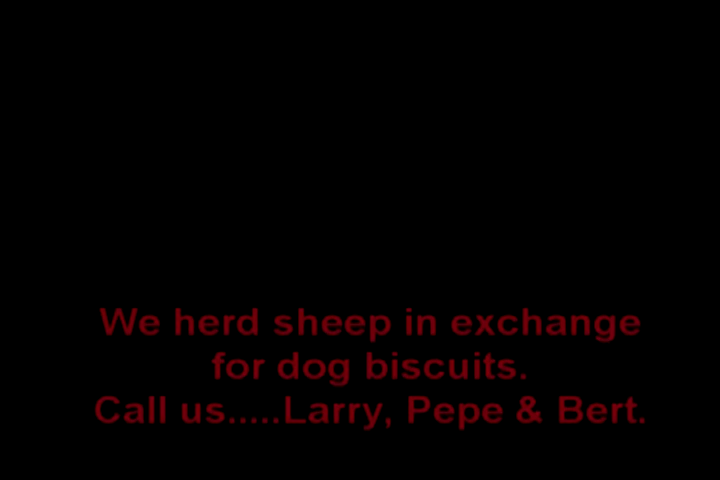 We herd sheep in exchange
for dog biscuits.
Call us.....Larry, Pepe & Bert.